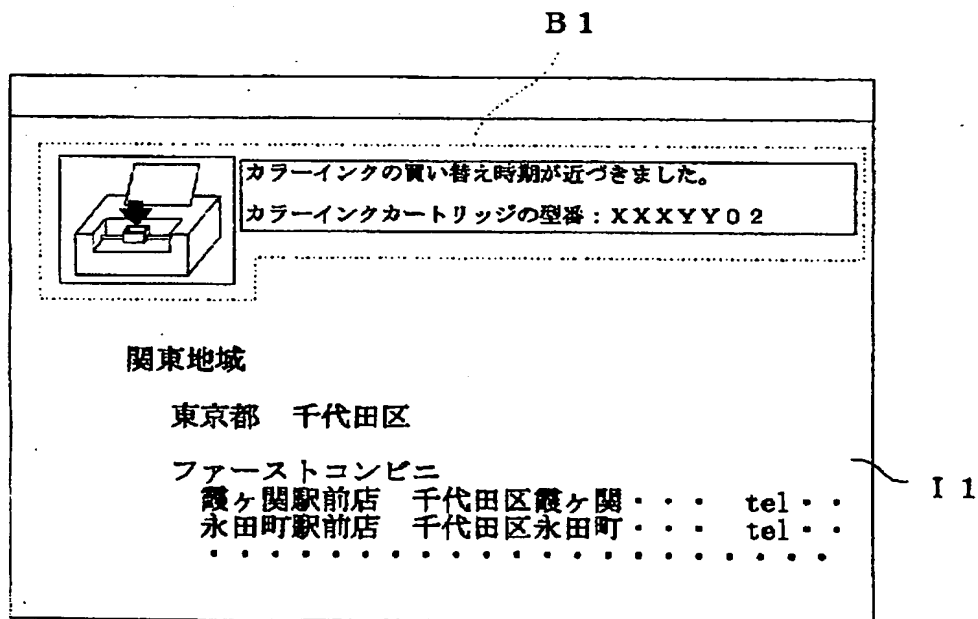 B1
カラーインクの買い替え時期が近づきました。
カラーインクカートリッジの型番：XXXYY02
関東地域
東京都　千代田区
ファーストコンビニ
霞ヶ関駅前店　千代田区霞ヶ関・・・　tel・・
永田町駅前店　千代田区永田町・・・　tel・・
・・・・・・・・・・・・・・・・・・・・・
I1